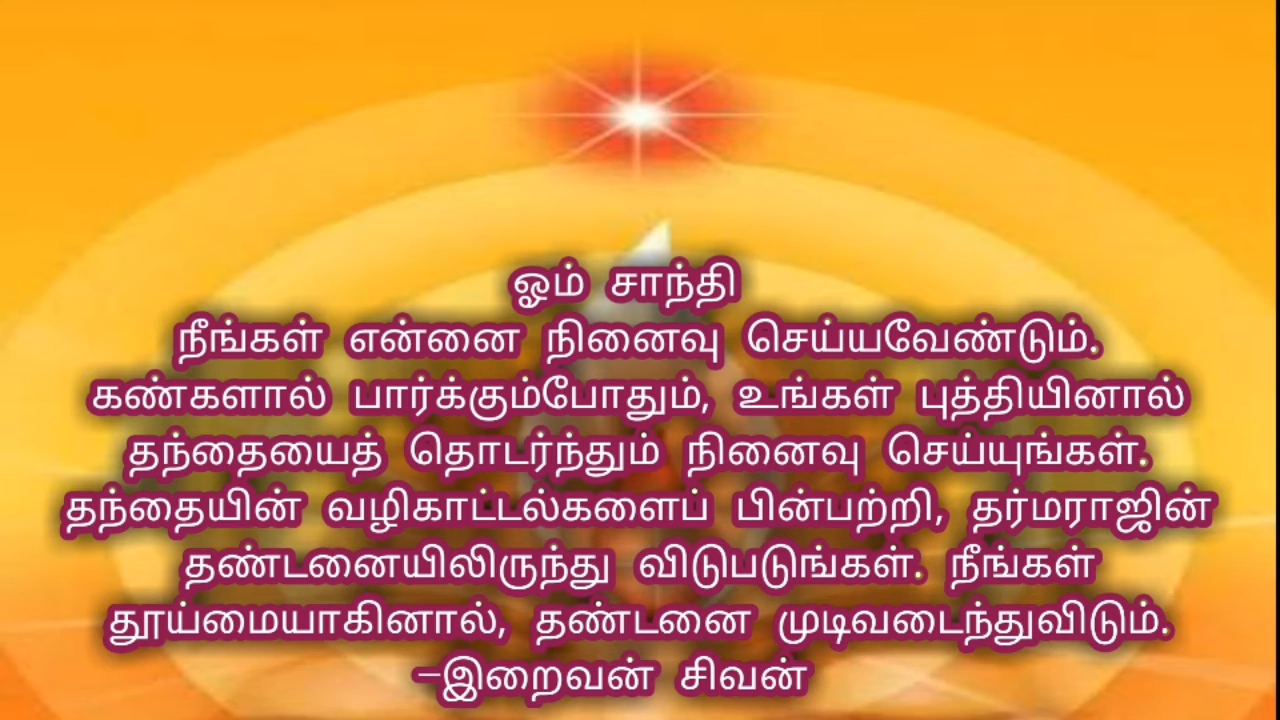 ஓம் சாந்தி
நீங்கள் என்னை நினைவு செய்யவேண்டும்.
கண்களால் பார்க்கும்போதும், உங்கள் புத்தியினால்
தந்தையைத் தொடர்ந்தும் நினைவு செய்யுங்கள்.
தந்தையின் வழிகாட்டல்களைப் பின்பற்றி, தர்மராஜின்
தண்டனையிலிருந்து விடுபடுங்கள். நீங்கள்
தூய்மையாகினால், தண்டனை முடிவடைந்துவிடும்.
–இறைவன் சிவன்